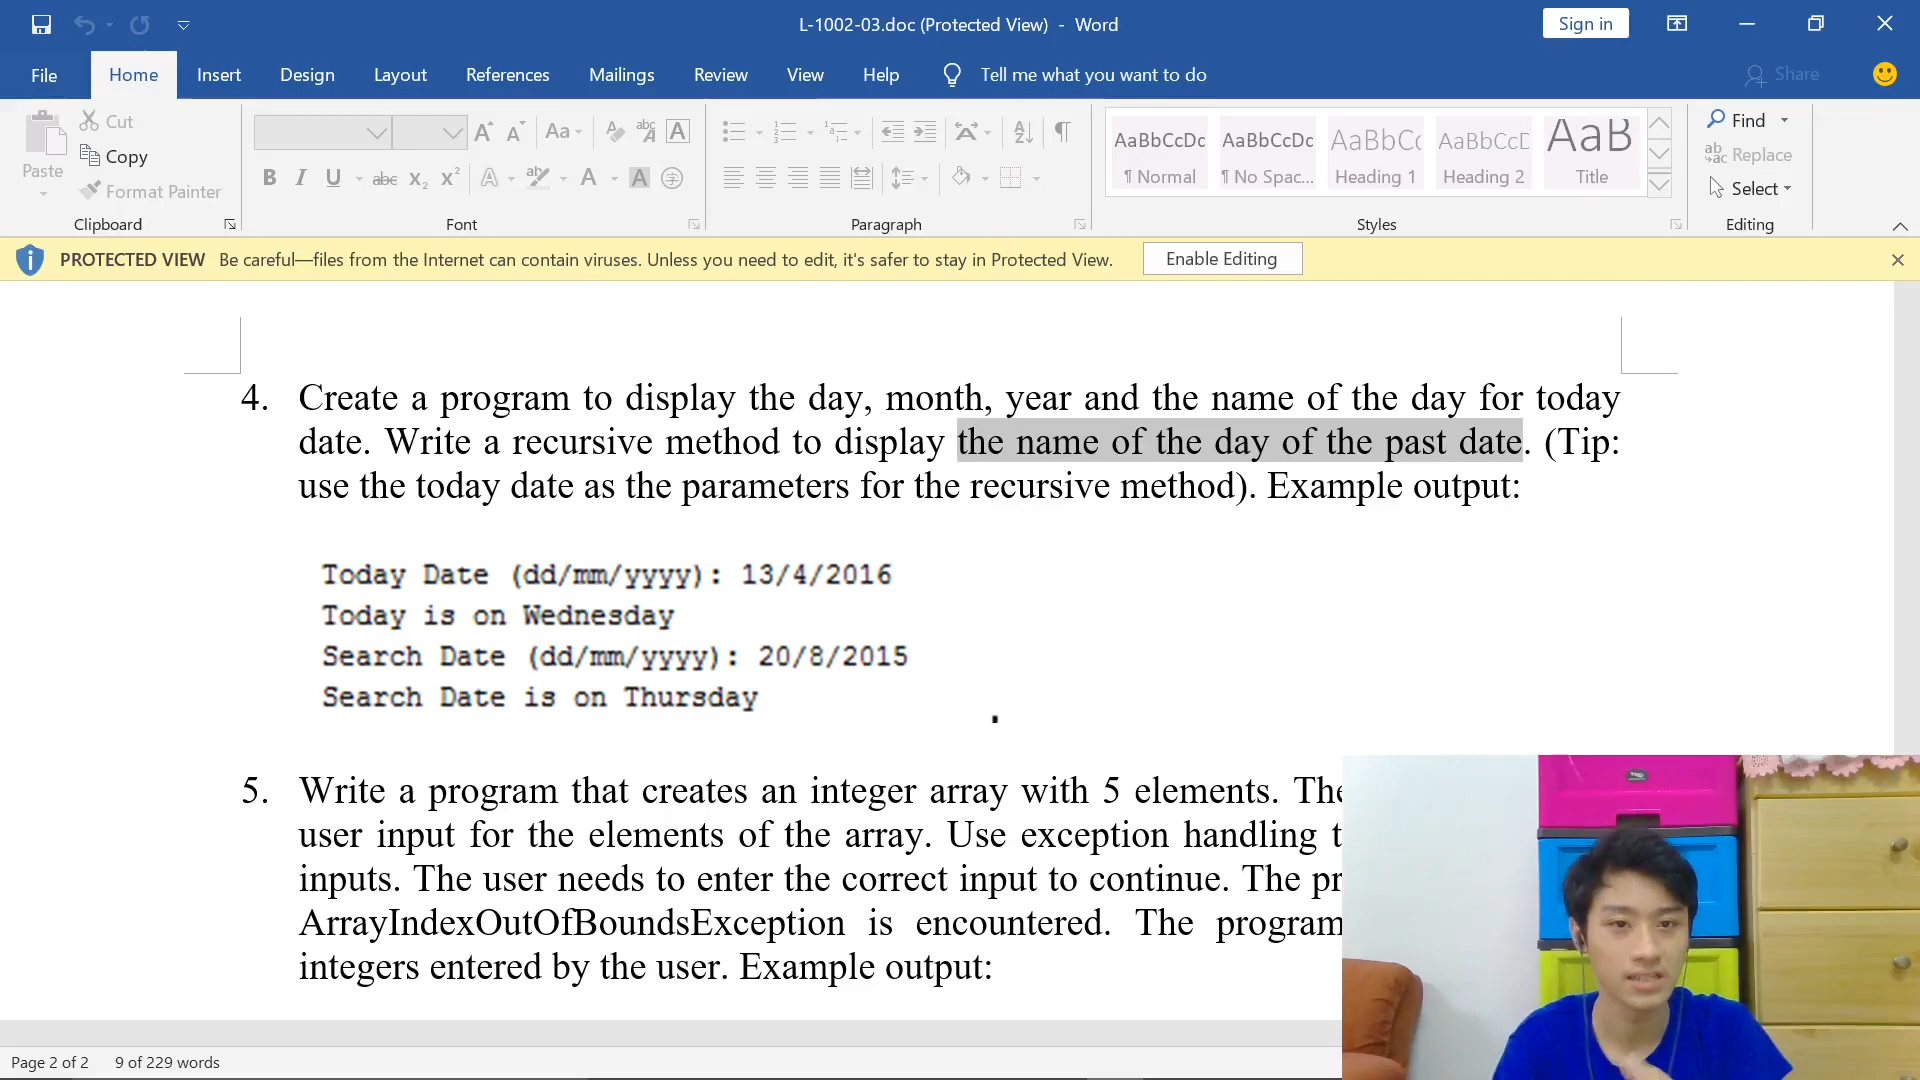 L-1002-03.doc (Protected View) - Word
Sign in
File
Home
Insert
Design
Layout
References
Mailings
Review
View
Help
Tell me what you want to do
Share
Paste
Cut
Copy
Format Painter
Clipboard
Aa
A
B I U abc X₂ X² A A A
Font
Paragraph
AaBbCcDc
¶ Normal
AaBbCcDc
¶ No Spac...
AaBbCc
Heading 1
AaBbCcD
Heading 2
AaB
Title
Styles
Find
Replace
Select
Editing
PROTECTED VIEW Be careful—files from the Internet can contain viruses. Unless you need to edit, it's safer to stay in Protected View.
Enable Editing
4. Create a program to display the day, month, year and the name of the day for today
date. Write a recursive method to display the name of the day of the past date. (Tip:
use the today date as the parameters for the recursive method). Example output:
Today Date (dd/mm/yyyy): 13/4/2016
Today is on Wednesday
Search Date (dd/mm/yyyy): 20/8/2015
Search Date is on Thursday
5. Write a program that creates an integer array with 5 elements. The
user input for the elements of the array. Use exception handling t
inputs. The user needs to enter the correct input to continue. The pr
ArrayIndexOutOfBoundsException is encountered. The program
integers entered by the user. Example output:
Page 2 of 2
9 of 229 words